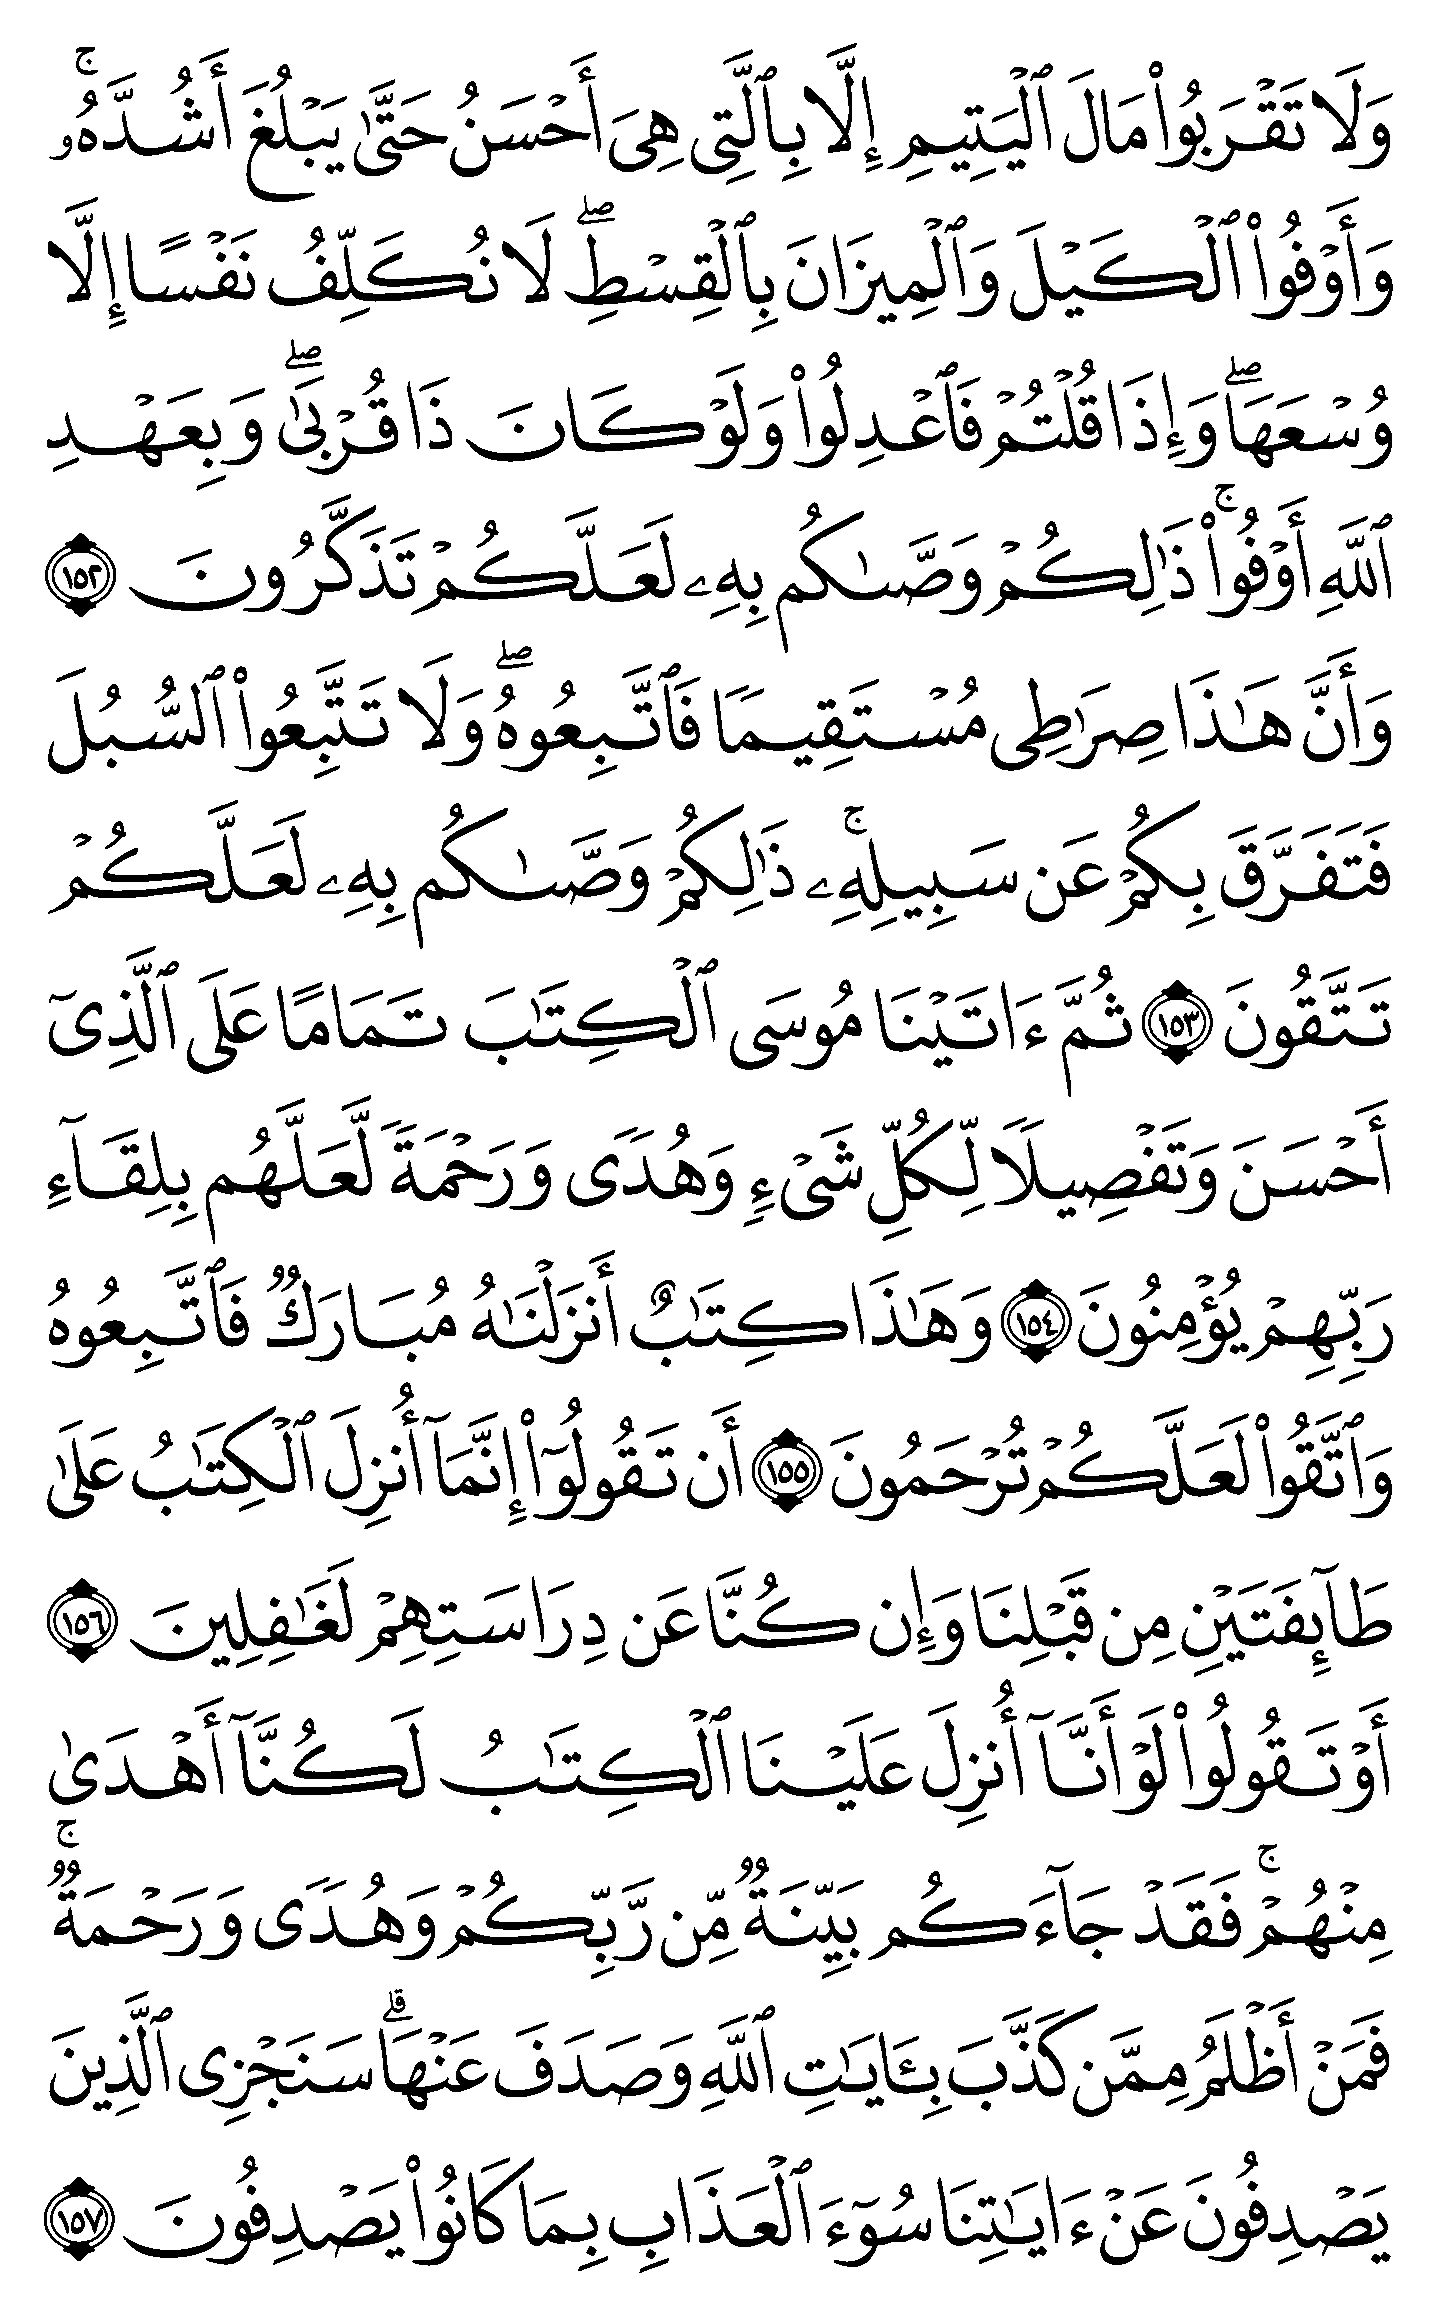 وَلَا تَقۡرَبُواْ مَالَ ٱلۡيَتِيمِ إِلَّا بِٱلَّتِي هِيَ أَحۡسَنُ حَتَّىٰ يَبۡلُغَ أَشُدَّهُۥۚ
وَأَوۡفُواْ ٱلۡكَيۡلَ وَٱلۡمِيزَانَ بِٱلۡقِسۡطِۖ لَا نُكَلِّفُ نَفۡسًا إِلَّا
وُسۡعَهَاۖ وَإِذَا قُلۡتُمۡ فَٱعۡدِلُواْ وَلَوۡ كَانَ ذَا قُرۡبَىٰۖ وَبِعَهۡدِ
ٱللَّهِ أَوۡفُواْۚ ذَٰلِكُمۡ وَصَّىٰكُم بِهِۦ لَعَلَّكُمۡ تَذَكَّرُونَ ١٥٢
وَأَنَّ هَٰذَا صِرَٰطِي مُسۡتَقِيمٗا فَٱتَّبِعُوهُۖ وَلَا تَتَّبِعُواْ ٱلسُّبُلَ
فَتَفَرَّقَ بِكُمۡ عَن سَبِيلِهِۦۚ ذَٰلِكُمۡ وَصَّىٰكُم بِهِۦ لَعَلَّكُمۡ
تَتَّقُونَ ١٥٣ ثُمَّ ءَاتَيۡنَا مُوسَى ٱلۡكِتَٰبَ تَمَامًا عَلَى ٱلَّذِيٓ
أَحۡسَنَ وَتَفۡصِيلٗا لِّكُلِّ شَيۡءٖ وَهُدٗى وَرَحۡمَةٗ لَّعَلَّهُم بِلِقَآءِ
رَبِّهِمۡ يُؤۡمِنُونَ ١٥٤ وَهَٰذَا كِتَٰبٌ أَنزَلۡنَٰهُ مُبَارَكٞ فَٱتَّبِعُوهُ
وَٱتَّقُواْ لَعَلَّكُمۡ تُرۡحَمُونَ ١٥٥ أَن تَقُولُوٓاْ إِنَّمَآ أُنزِلَ ٱلۡكِتَٰبُ عَلَىٰ
طَآئِفَتَيۡنِ مِن قَبۡلِنَا وَإِن كُنَّا عَن دِرَاسَتِهِمۡ لَغَٰفِلِينَ ١٥٦
أَوۡ تَقُولُواْ لَوۡ أَنَّآ أُنزِلَ عَلَيۡنَا ٱلۡكِتَٰبُ لَكُنَّآ أَهۡدَىٰ
مِنۡهُمۡۚ فَقَدۡ جَآءَكُم بَيِّنَةٞ مِّن رَّبِّكُمۡ وَهُدٗى وَرَحۡمَةٞۚ
فَمَنۡ أَظۡلَمُ مِمَّن كَذَّبَ بِـَٔايَٰتِ ٱللَّهِ وَصَدَفَ عَنۡهَاۗ سَنَجۡزِي ٱلَّذِينَ
يَصۡدِفُونَ عَنۡ ءَايَٰتِنَا سُوٓءَ ٱلۡعَذَابِ بِمَا كَانُواْ يَصۡدِفُونَ ١٥٧